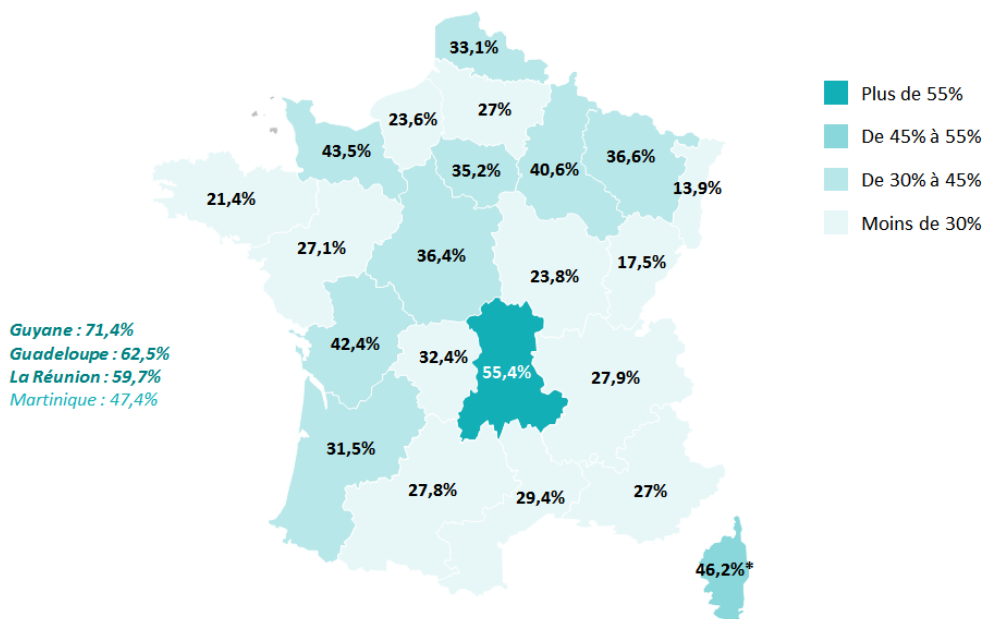 33,1%
27%
23,6%
43,5%
35,2%
40,6%
36,6%
13,9%
21,4%
27,1%
36,4%
23,8%
17,5%
42,4%
32,4%
55,4%
27,9%
31,5%
27,8%
29,4%
27%
46,2%*
Plus de 55%
De 45% à 55%
De 30% à 45%
Moins de 30%
Guyane : 71,4%
Guadeloupe : 62,5%
La Réunion : 59,7%
Martinique : 47,4%